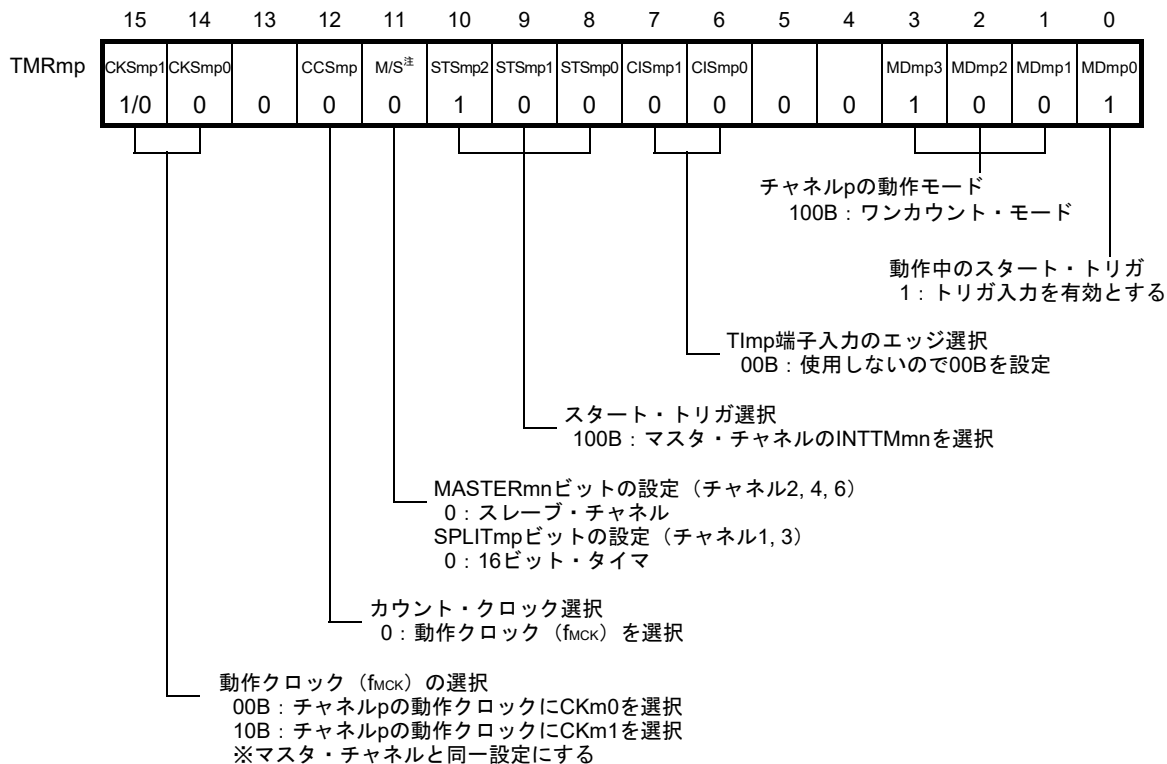 15 14 13 12 11 10 9 8 7 6 5 4 3 2 1 0
TMRmp CKSmp1 CKSmp0 CCSmp M/S注 STSmp2 STSmp1 STSmp0 CISmp1 CISmp0 MDmp3 MDmp2 MDmp1 MDmp0
1/0 0 0 0 0 1 0 0 0 0 0 0 1 0 0 1
チャネルpの動作モード
100B:ワンカウント・モード
動作中のスタート・トリガ
1:トリガ入力を有効とする
TImp端子入力のエッジ選択
00B:使用しないので00Bを設定
スタート・トリガ選択
100B:マスタ・チャネルのINTTMmnを選択
MASTERmnビットの設定(チャネル2, 4, 6)
0:スレーブ・チャネル
SPLITmpビットの設定(チャネル1, 3)
0:16ビット・タイマ
カウント・クロック選択
0:動作クロック(fMCK)を選択
動作クロック(fMCK)の選択
00B:チャネルpの動作クロックにCKm0を選択
10B:チャネルpの動作クロックにCKm1を選択
※マスタ・チャネルと同一設定にする